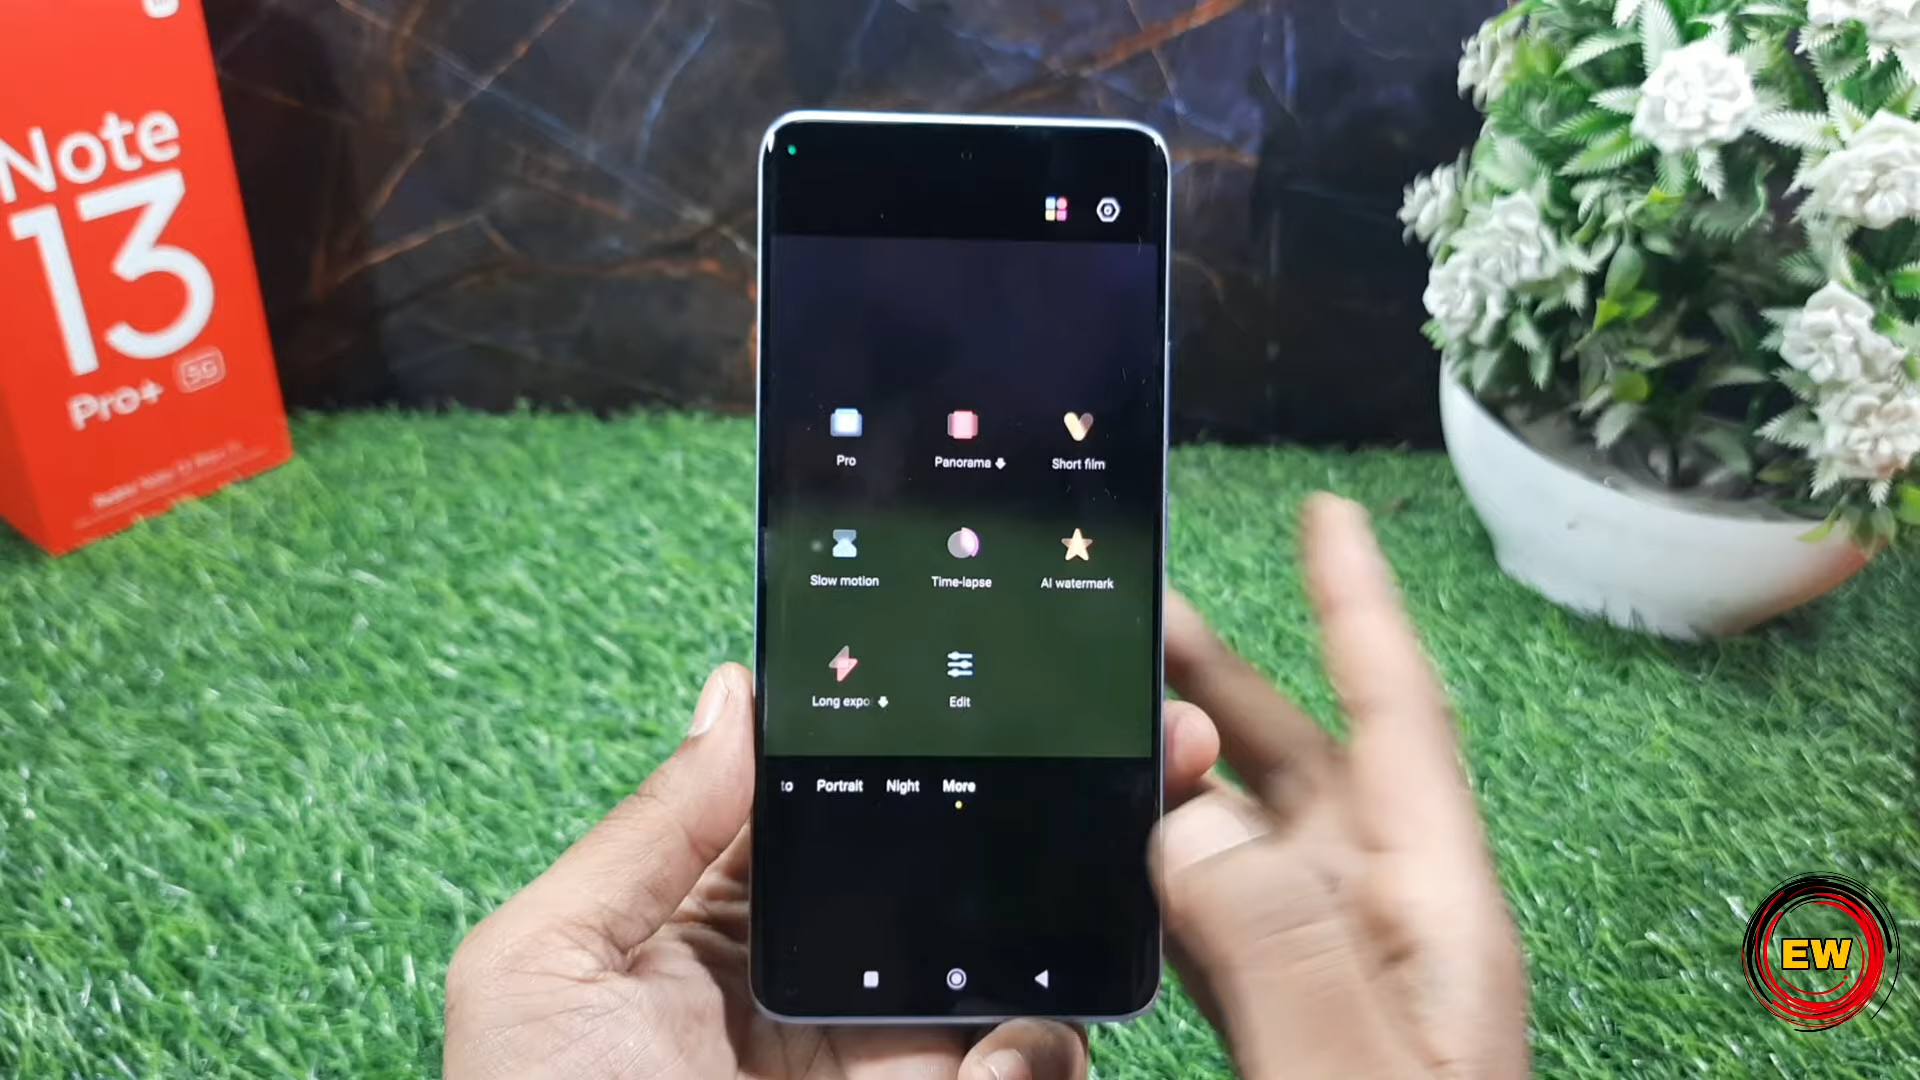 Note
13
Pro+ 5G
Pro
Panorama
Short film
Slow motion
Time-lapse
AI watermark
Long expo
Edit
to Portrait Night More
EW